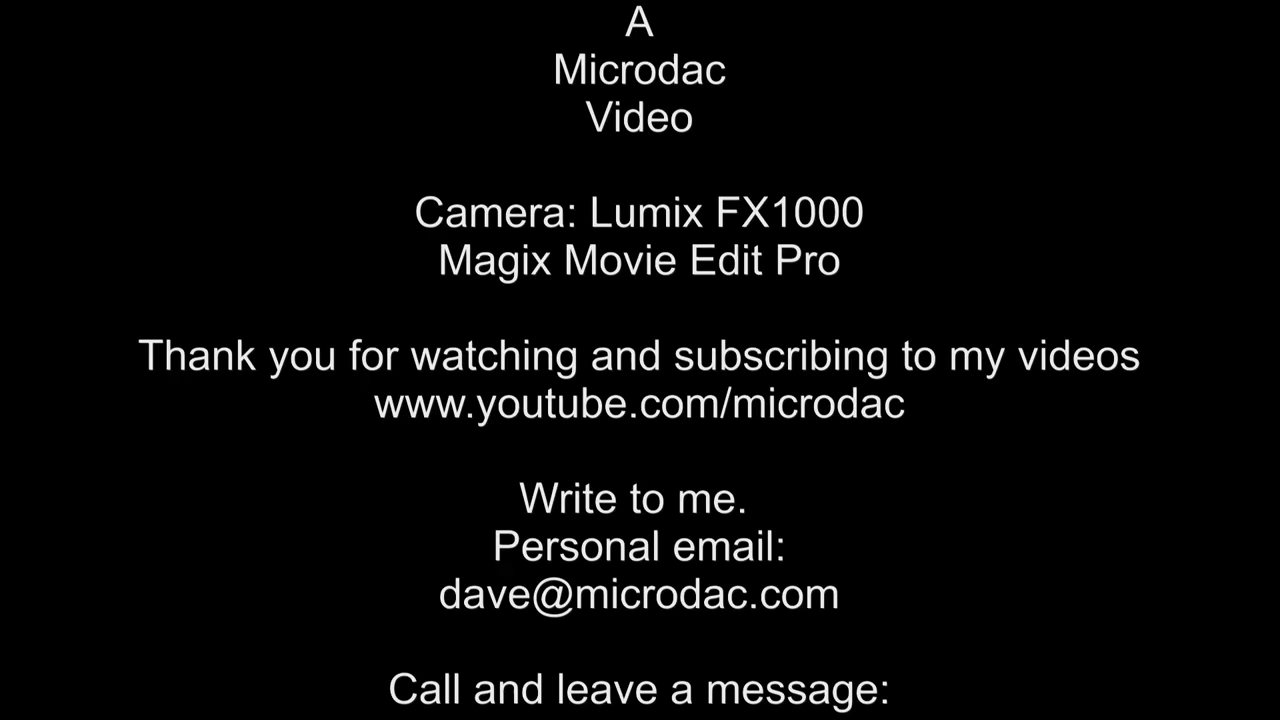 A
Microdac
Video
Camera: Lumix FX1000
Magix Movie Edit Pro
Thank you for watching and subscribing to my videos
www.youtube.com/microdac
Write to me.
Personal email:
dave@microdac.com
Call and leave a message: